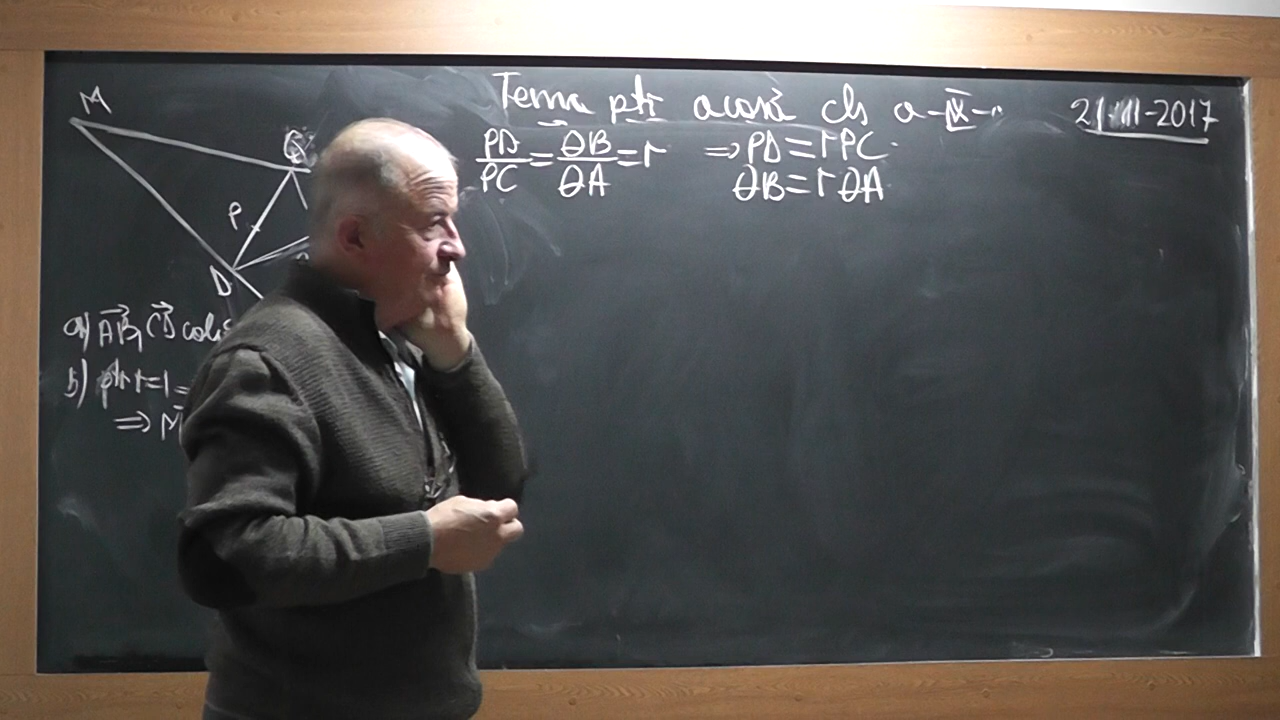 Tema ptr acasă cls a-IX-a
21-11-2017
PD/PC = QB/QA = r ⇒ PD = r PC
QB = r QA
M
P
D
a) AB, CD coli
b) ptr r=1 =
⇒ M